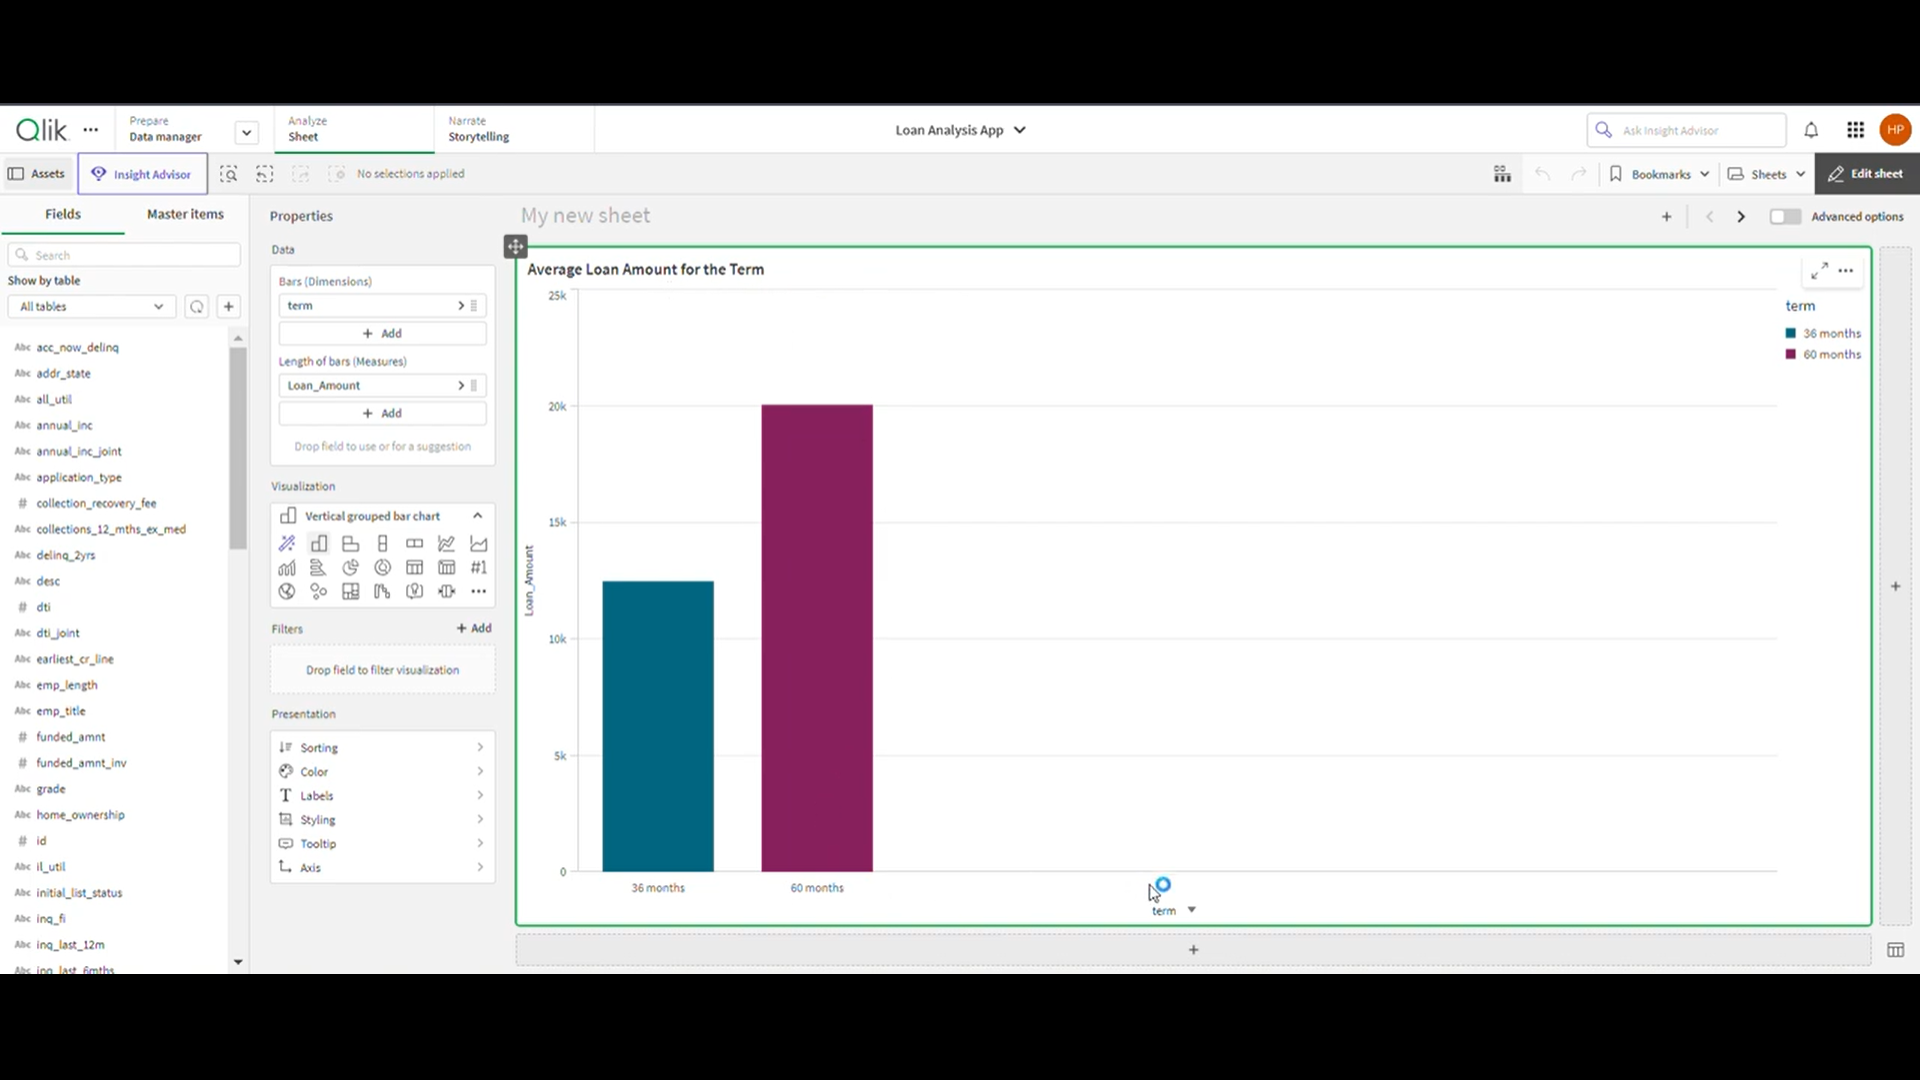 Qlik
Prepare
Data manager
Analyze
Sheet
Narrate
Storytelling
Loan Analysis App
Ask Insight Advisor
HP
Assets
Insight Advisor
No selections applied
Bookmarks
Sheets
Edit sheet
Fields
Master items
Search
Show by table
All tables
Abc acc_now_delinq
Abc addr_state
Abc all_util
Abc annual_inc
Abc annual_inc_joint
Abc application_type
# collection_recovery_fee
Abc collections_12_mths_ex_med
Abc delinq_2yrs
Abc desc
# dti
Abc dti_joint
Abc earliest_cr_line
Abc emp_length
Abc emp_title
# funded_amnt
# funded_amnt_inv
Abc grade
Abc home_ownership
# id
Abc il_util
Abc initial_list_status
Abc inq_fi
Abc inq_last_12m
Abc inq_last_6mths
Properties
Data
Bars (Dimensions)
term
+ Add
Length of bars (Measures)
Loan_Amount
+ Add
Drop field to use or for a suggestion
Visualization
Vertical grouped bar chart
#1
Filters
+ Add
Drop field to filter visualization
Presentation
Sorting
Color
Labels
Styling
Tooltip
Axis
My new sheet
Advanced options
Average Loan Amount for the Term
25k
20k
15k
10k
5k
0
Loan_Amount
36 months
60 months
term
term
36 months
60 months